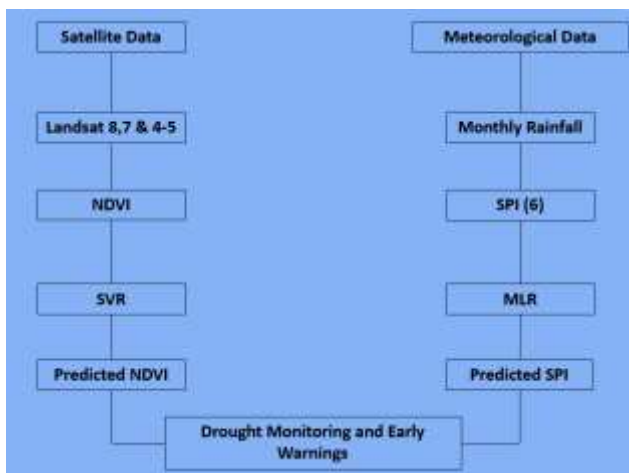 Satellite Data
Meteorological Data
Landsat 8,7 & 4-5
Monthly Rainfall
NDVI
SPI (6)
SVR
MLR
Predicted NDVI
Predicted SPI
Drought Monitoring and Early
Warnings